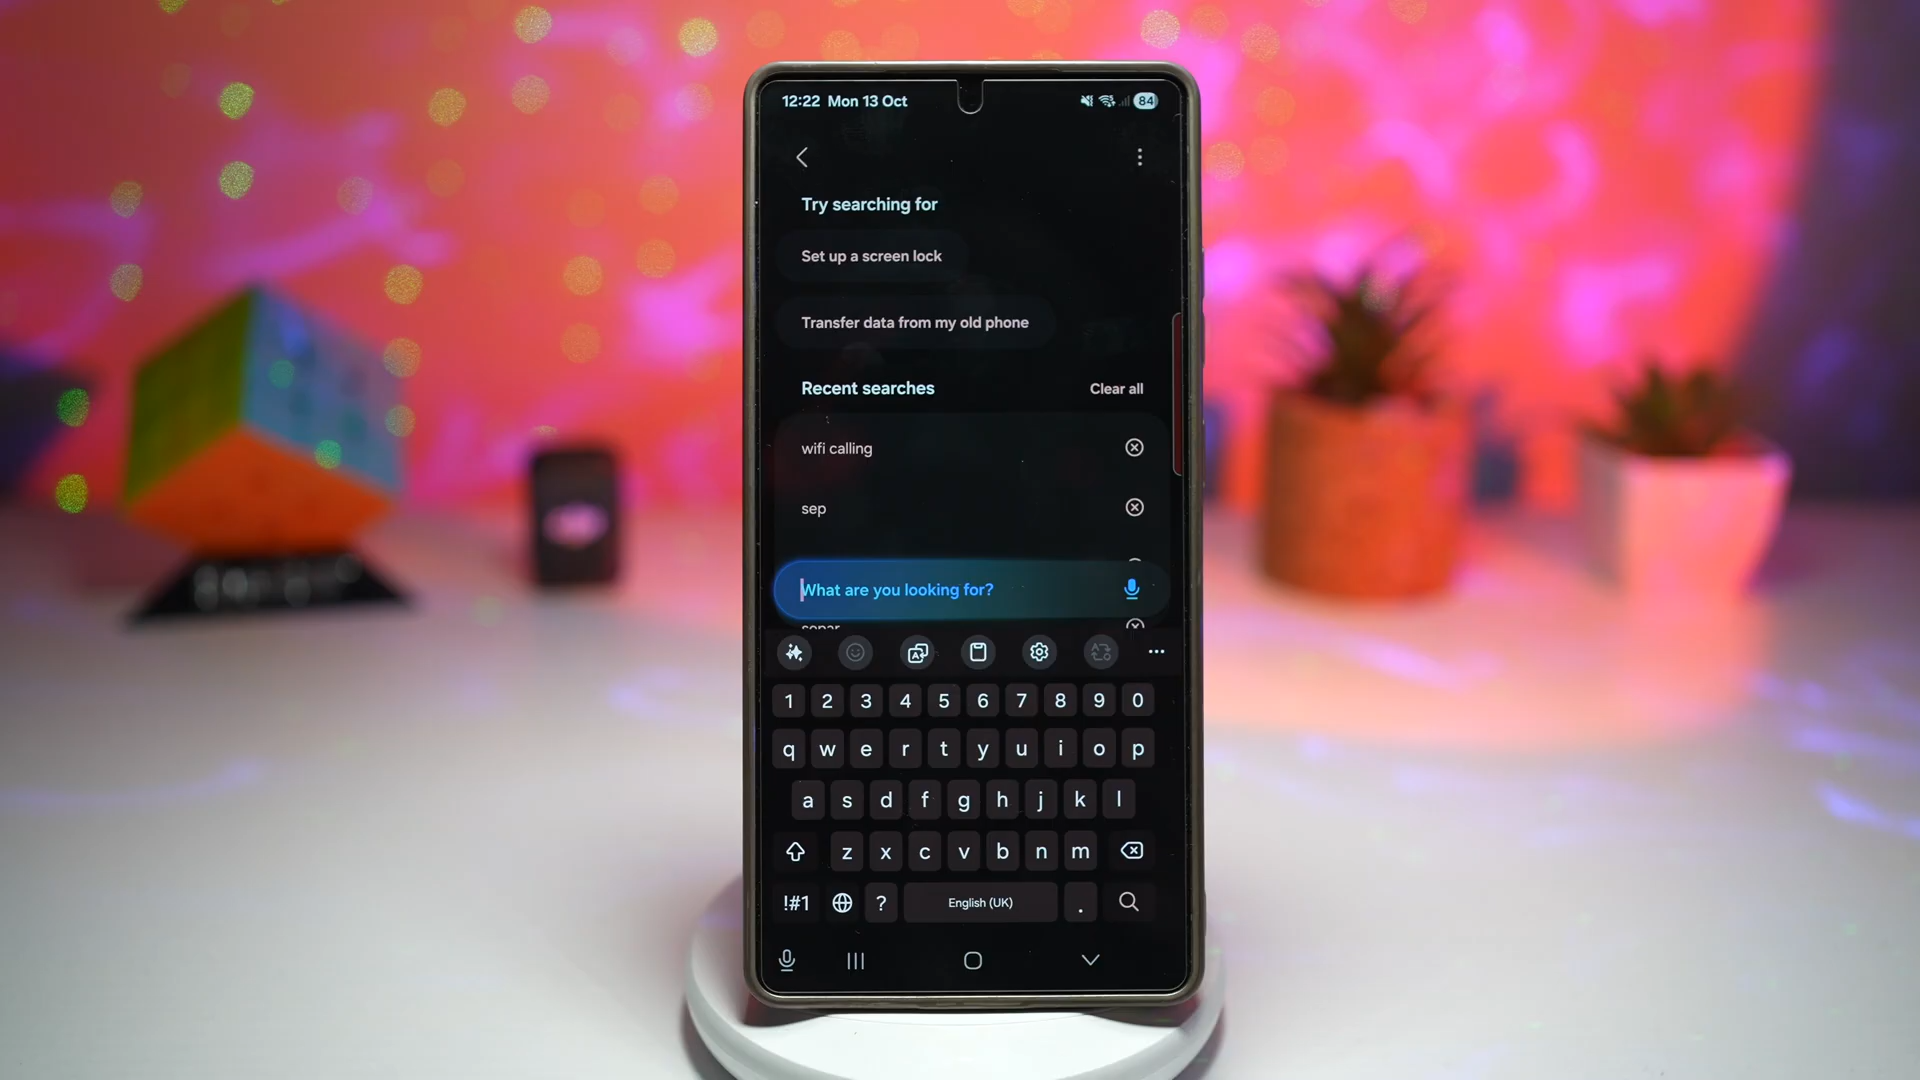 12:22 Mon 13 Oct
84
Try searching for
Set up a screen lock
Transfer data from my old phone
Recent searches Clear all
wifi calling
sep
What are you looking for?
1 2 3 4 5 6 7 8 9 0
q w e r t y u i o p
a s d f g h j k l
z x c v b n m
!#1 ? English (UK) .